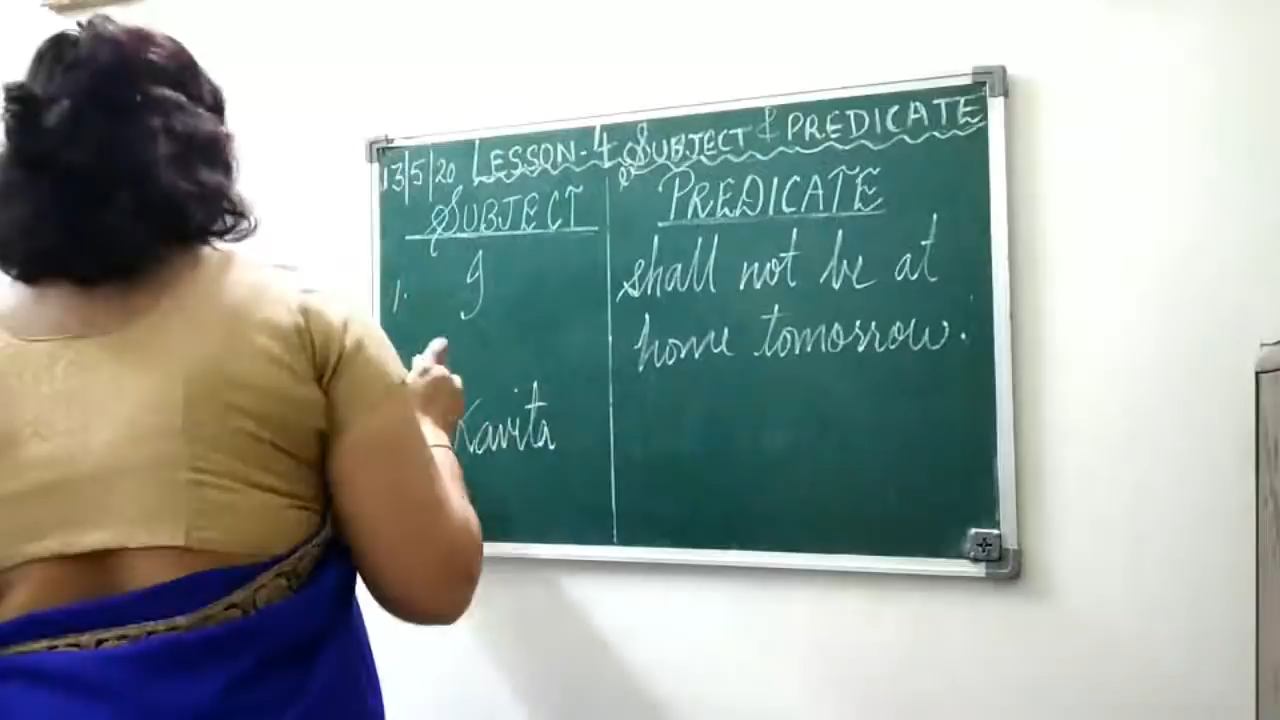 13/5/20 LESSON-4 SUBJECT & PREDICATE
SUBJECT PREDICATE
1. I shall not be at
home tomorrow.
Kavita